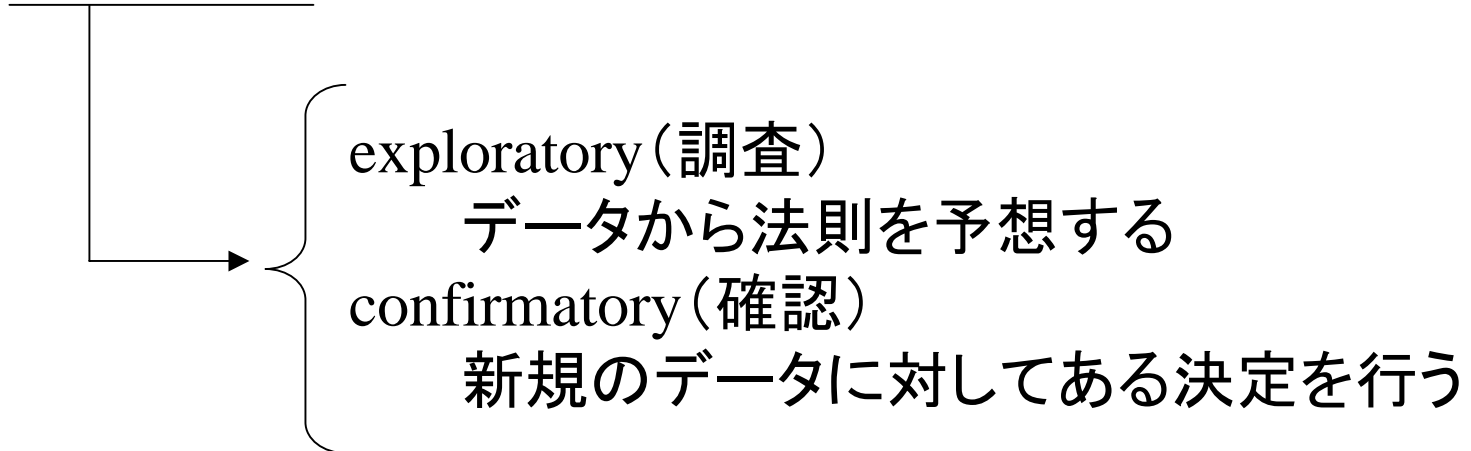 exploratory（調査）
データから法則を予想する
confirmatory（確認）
新規のデータに対してある決定を行う